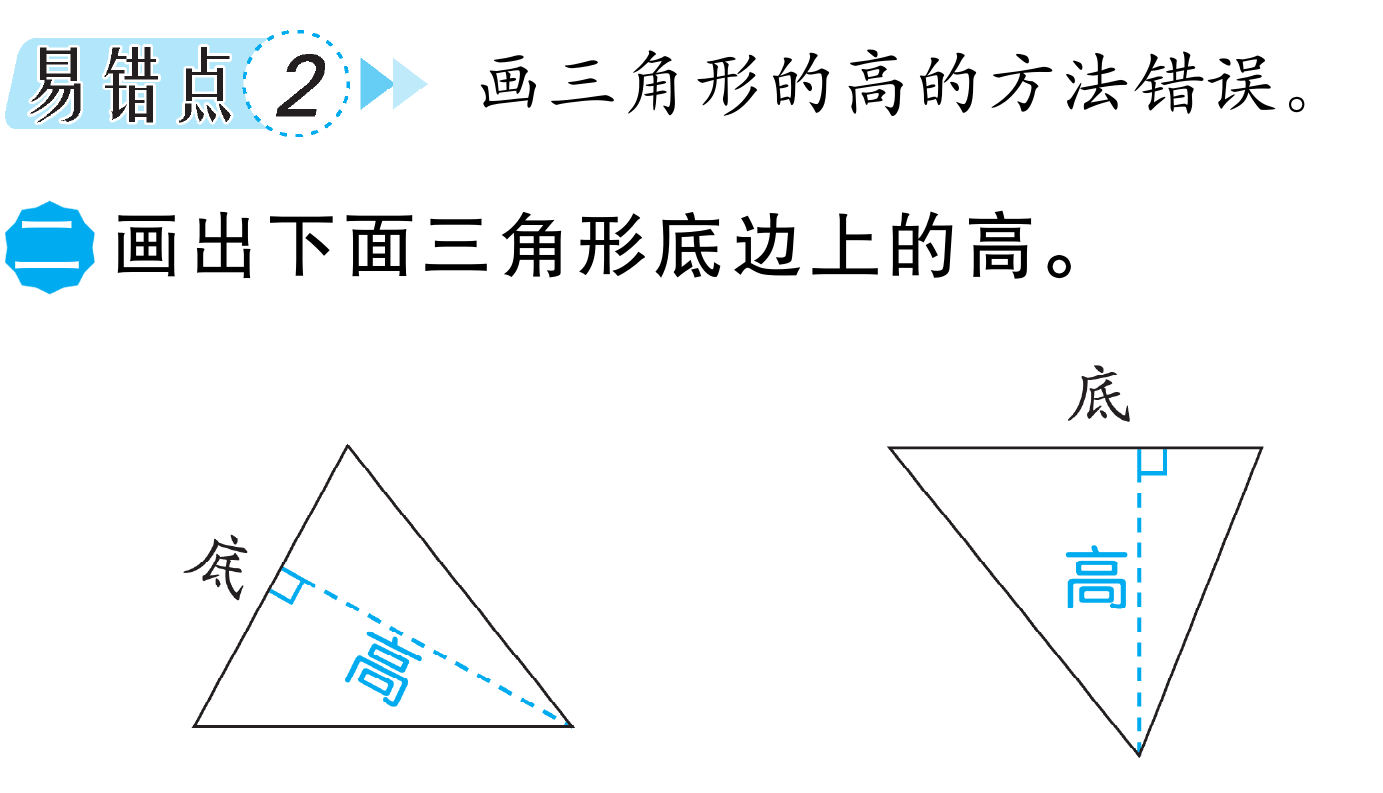 易错点2 画三角形的高的方法错误。
二 画出下面三角形底边上的高。
底
底
高
高